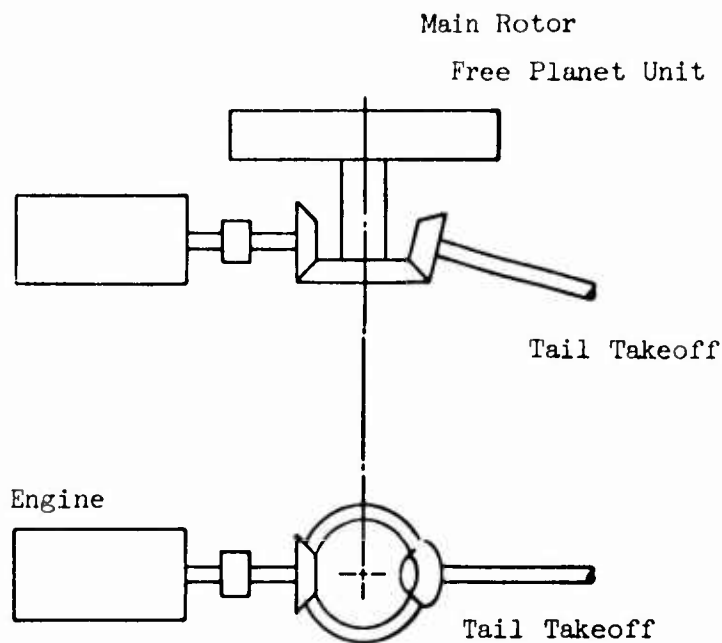 Main Rotor
Free Planet Unit
Tail Takeoff
Engine
Tail Takeoff